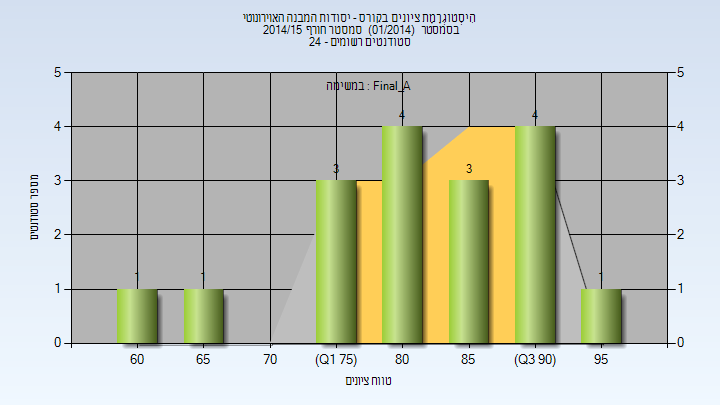 הִיסְטוֹגְרַמַת ציונים בקורס - יסודות המבנה האוירונוטי
בסמסטר (01/2014) סמסטר חורף 2014/15
סטודנטים רשומים - 24
במשימה : Final_A
5 5
4 4
3 3
2 2
1 1
0 0
1 1 3 4 3 4 1
מספר סטודנטים
60 65 70 (Q1 75) 80 85 (Q3 90) 95
טווח ציונים